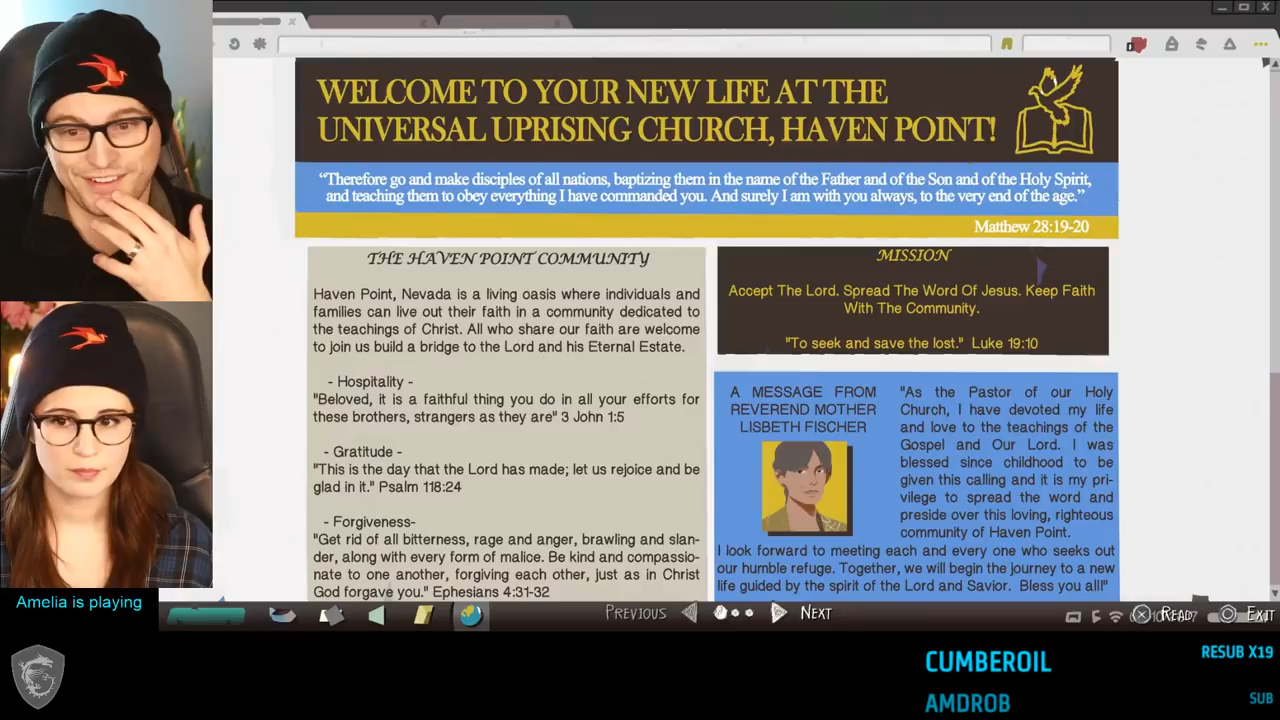 WELCOME TO YOUR NEW LIFE AT THE
UNIVERSAL UPRISING CHURCH, HAVEN POINT!
“Therefore go and make disciples of all nations, baptizing them in the name of the Father and of the Son and of the Holy Spirit,
and teaching them to obey everything I have commanded you. And surely I am with you always, to the very end of the age.”
Matthew 28:19-20
THE HAVEN POINT COMMUNITY
Haven Point, Nevada is a living oasis where individuals and
families can live out their faith in a community dedicated to
the teachings of Christ. All who share our faith are welcome
to join us build a bridge to the Lord and his Eternal Estate.
- Hospitality -
"Beloved, it is a faithful thing you do in all your efforts for
these brothers, strangers as they are" 3 John 1:5
- Gratitude -
"This is the day that the Lord has made; let us rejoice and be
glad in it." Psalm 118:24
- Forgiveness-
"Get rid of all bitterness, rage and anger, brawling and slan-
der, along with every form of malice. Be kind and compassio-
nate to one another, forgiving each other, just as in Christ
God forgave you." Ephesians 4:31-32
MISSION
Accept The Lord. Spread The Word Of Jesus. Keep Faith
With The Community.
"To seek and save the lost." Luke 19:10
A MESSAGE FROM
REVEREND MOTHER
LISBETH FISCHER
"As the Pastor of our Holy
Church, I have devoted my life
and love to the teachings of the
Gospel and Our Lord. I was
blessed since childhood to be
given this calling and it is my pri-
vilege to spread the word and
preside over this loving, righteous
community of Haven Point.
I look forward to meeting each and every one who seeks out
our humble refuge. Together, we will begin the journey to a new
life guided by the spirit of the Lord and Savior. Bless you all!"
Amelia is playing
PREVIOUS
NEXT
READ
EXIT
CUMBEROIL
RESUB X19
AMDROB
SUB